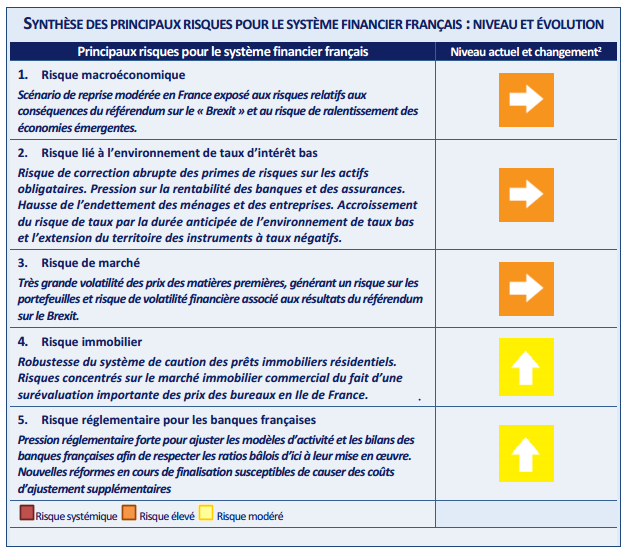 SYNTHÈSE DES PRINCIPAUX RISQUES POUR LE SYSTÈME FINANCIER FRANÇAIS : NIVEAU ET ÉVOLUTION
Principaux risques pour le système financier français
Niveau actuel et changement²
1. Risque macroéconomique
Scénario de reprise modérée en France exposé aux risques relatifs aux
conséquences du référendum sur le « Brexit » et au risque de ralentissement des
économies émergentes.
2. Risque lié à l'environnement de taux d'intérêt bas
Risque de correction abrupte des primes de risques sur les actifs
obligataires. Pression sur la rentabilité des banques et des assurances.
Hausse de l'endettement des ménages et des entreprises. Accroissement
du risque de taux par la durée anticipée de l'environnement de taux bas
et l'extension du territoire des instruments à taux négatifs.
3. Risque de marché
Très grande volatilité des prix des matières premières, générant un risque sur les
portefeuilles et risque de volatilité financière associé aux résultats du référendum
sur le Brexit.
4. Risque immobilier
Robustesse du système de caution des prêts immobiliers résidentiels.
Risques concentrés sur le marché immobilier commercial du fait d'une
surévaluation importante des prix des bureaux en Ile de France.
5. Risque réglementaire pour les banques françaises
Pression réglementaire forte pour ajuster les modèles d'activité et les bilans des
banques françaises afin de respecter les ratios bâlois d'ici à leur mise en œuvre.
Nouvelles réformes en cours de finalisation susceptibles de causer des coûts
d'ajustement supplémentaires
Risque systémique Risque élevé Risque modéré